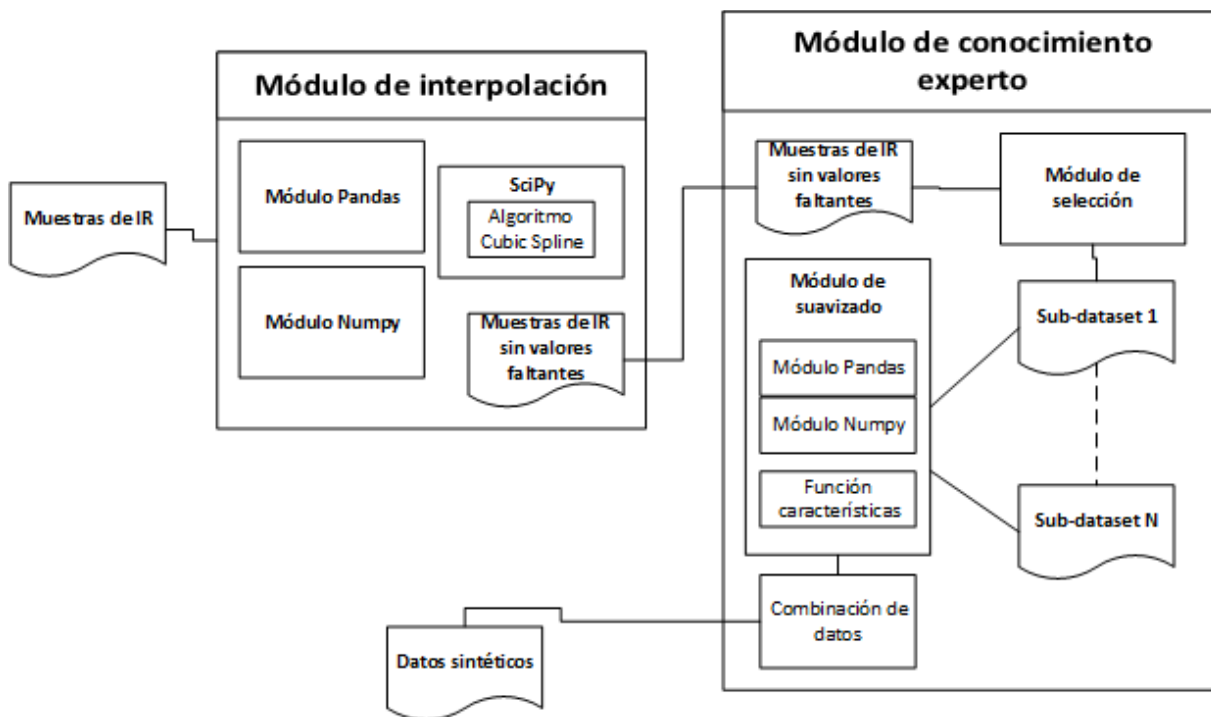 Módulo de interpolación
Módulo Pandas
SciPy
Algoritmo
Cubic Spline
Muestras de IR
Módulo Numpy
Muestras de IR
sin valores
faltantes
Módulo de conocimiento
experto
Muestras de IR
sin valores
faltantes
Módulo de
selección
Módulo de
suavizado
Módulo Pandas
Módulo Numpy
Función
características
Sub-dataset 1
Sub-dataset N
Combinación de
datos
Datos sintéticos